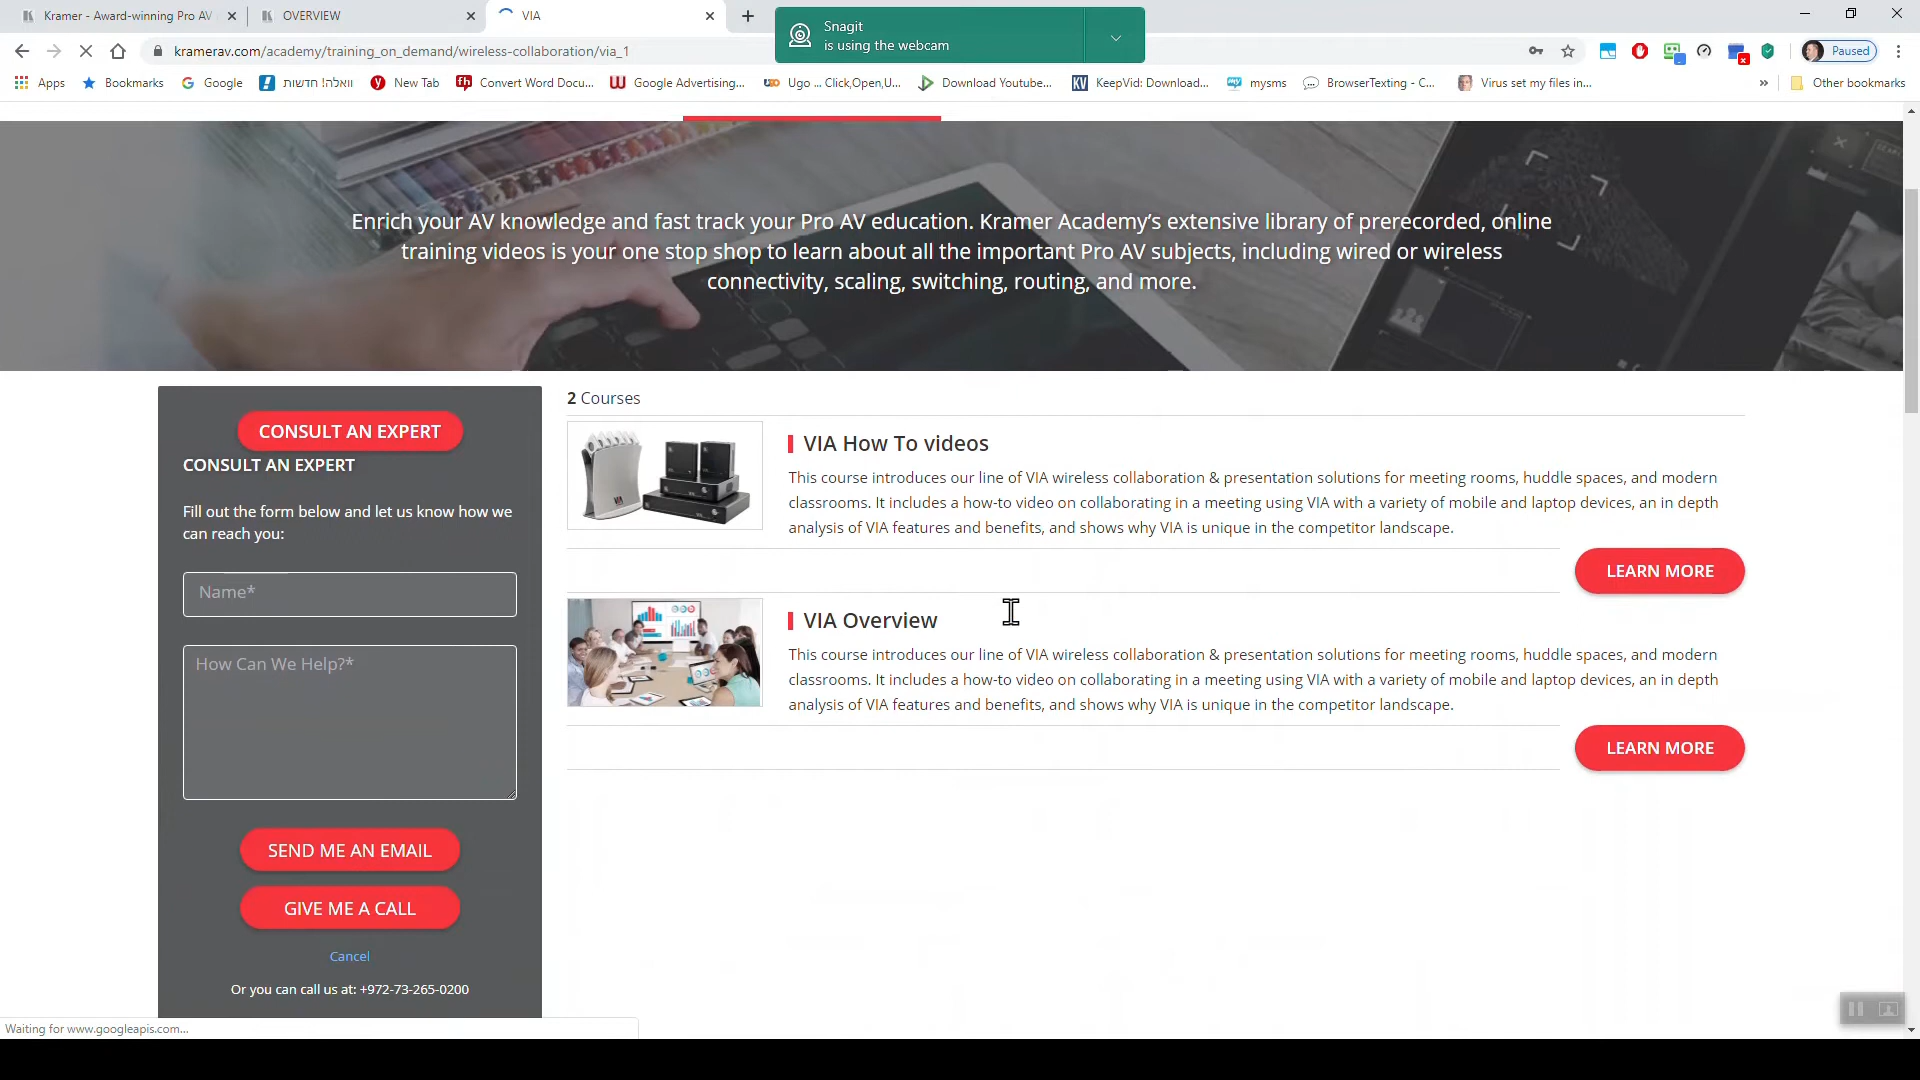 Kramer - Award-winning Pro AV
OVERVIEW
VIA
Snagit
is using the webcam
kramerav.com/academy/training_on_demand/wireless-collaboration/via_1
Paused
Apps
Bookmarks
Google
וואלה! חדשות
New Tab
Convert Word Docu...
Google Advertising...
Ugo ... Click,Open,U...
Download Youtube...
KeepVid: Download...
mysms
BrowserTexting - C...
Virus set my files in...
»
Other bookmarks
Enrich your AV knowledge and fast track your Pro AV education. Kramer Academy’s extensive library of prerecorded, online
training videos is your one stop shop to learn about all the important Pro AV subjects, including wired or wireless
connectivity, scaling, switching, routing, and more.
CONSULT AN EXPERT
CONSULT AN EXPERT
Fill out the form below and let us know how we
can reach you:
Name*
How Can We Help?*
SEND ME AN EMAIL
GIVE ME A CALL
Cancel
Or you can call us at: +972-73-265-0200
2 Courses
VIA How To videos
This course introduces our line of VIA wireless collaboration & presentation solutions for meeting rooms, huddle spaces, and modern
classrooms. It includes a how-to video on collaborating in a meeting using VIA with a variety of mobile and laptop devices, an in depth
analysis of VIA features and benefits, and shows why VIA is unique in the competitor landscape.
LEARN MORE
VIA Overview
This course introduces our line of VIA wireless collaboration & presentation solutions for meeting rooms, huddle spaces, and modern
classrooms. It includes a how-to video on collaborating in a meeting using VIA with a variety of mobile and laptop devices, an in depth
analysis of VIA features and benefits, and shows why VIA is unique in the competitor landscape.
LEARN MORE
Waiting for www.googleapis.com...